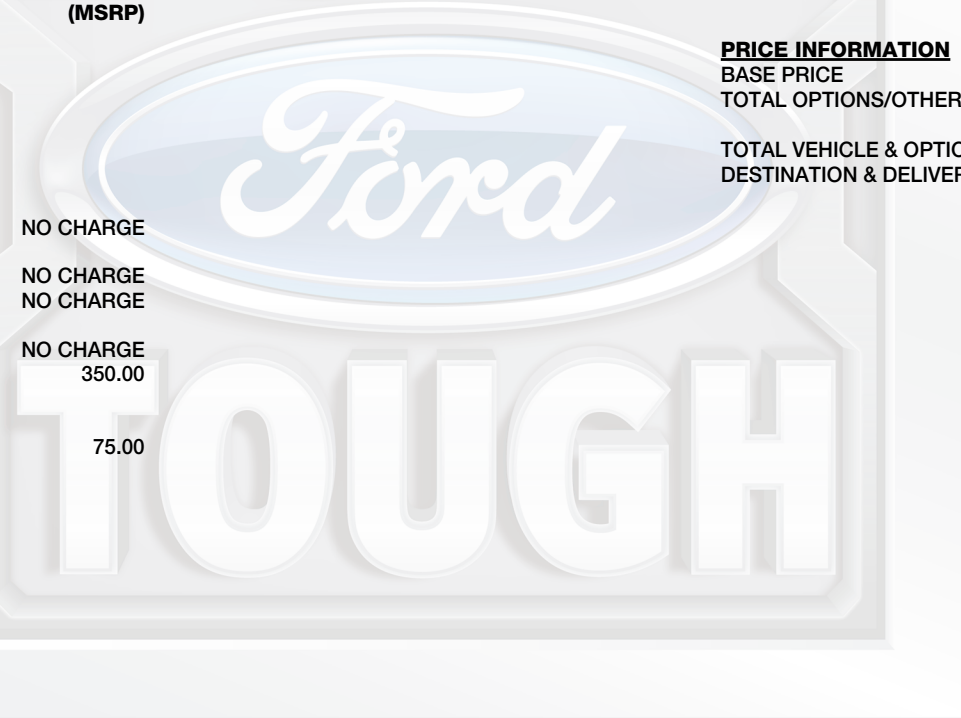 (MSRP)
NO CHARGE
NO CHARGE
NO CHARGE
NO CHARGE
350.00
75.00
PRICE INFORMATION
BASE PRICE
TOTAL OPTIONS/OTHER
TOTAL VEHICLE & OPTIO
DESTINATION & DELIVER
Ford
TOUGH